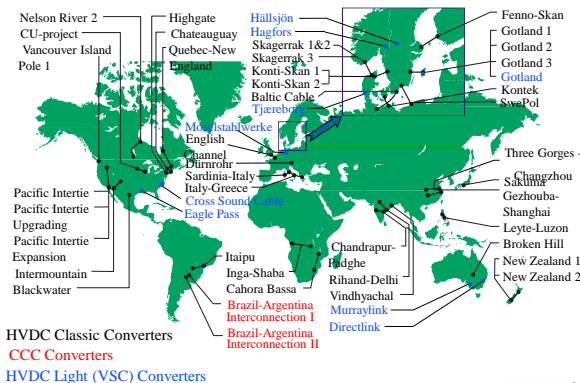 Nelson River 2
CU-project
Vancouver Island
Pole 1
Highgate
Chateauguay
Quebec-New
England
Hällsjön
Hagfors
Skagerrak 1&2
Skagerrak 3
Konti-Skan 1
Konti-Skan 2
Baltic Cable
Tjæreborg
Fenno-Skan
Gotland 1
Gotland 2
Gotland 3
Gotland
Kontek
SwePol
English
Channel
Dürnrohr
Sardinia-Italy
Italy-Greece
Cross Sound Cable
Eagle Pass
Pacific Intertie
Pacific Intertie
Upgrading
Pacific Intertie
Expansion
Intermountain
Blackwater
Itaipu
Inga-Shaba
Cahora Bassa
Brazil-Argentina
Interconnection I
Brazil-Argentina
Interconnection II
Chandrapur-
Padghe
Rihand-Delhi
Vindhyachal
Murraylink
Directlink
Three Gorges -
Changzhou
Sakuma
Gezhouba-
Shanghai
Leyte-Luzon
Broken Hill
New Zealand 1
New Zealand 2
HVDC Classic Converters
CCC Converters
HVDC Light (VSC) Converters